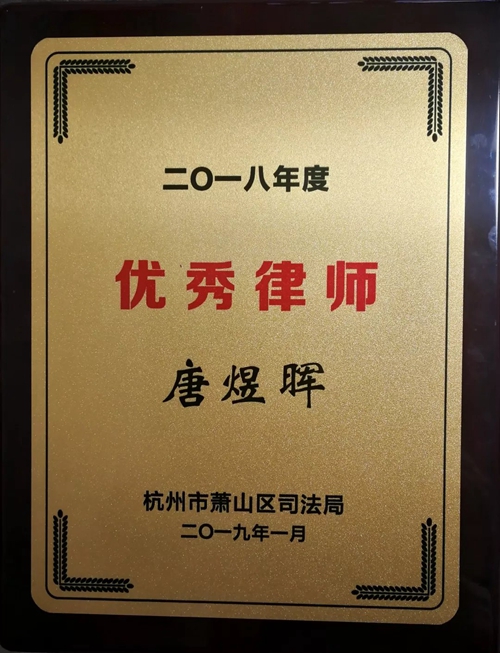 二〇一八年度
优秀律师
唐煜晖
杭州市萧山区司法局
二〇一九年一月